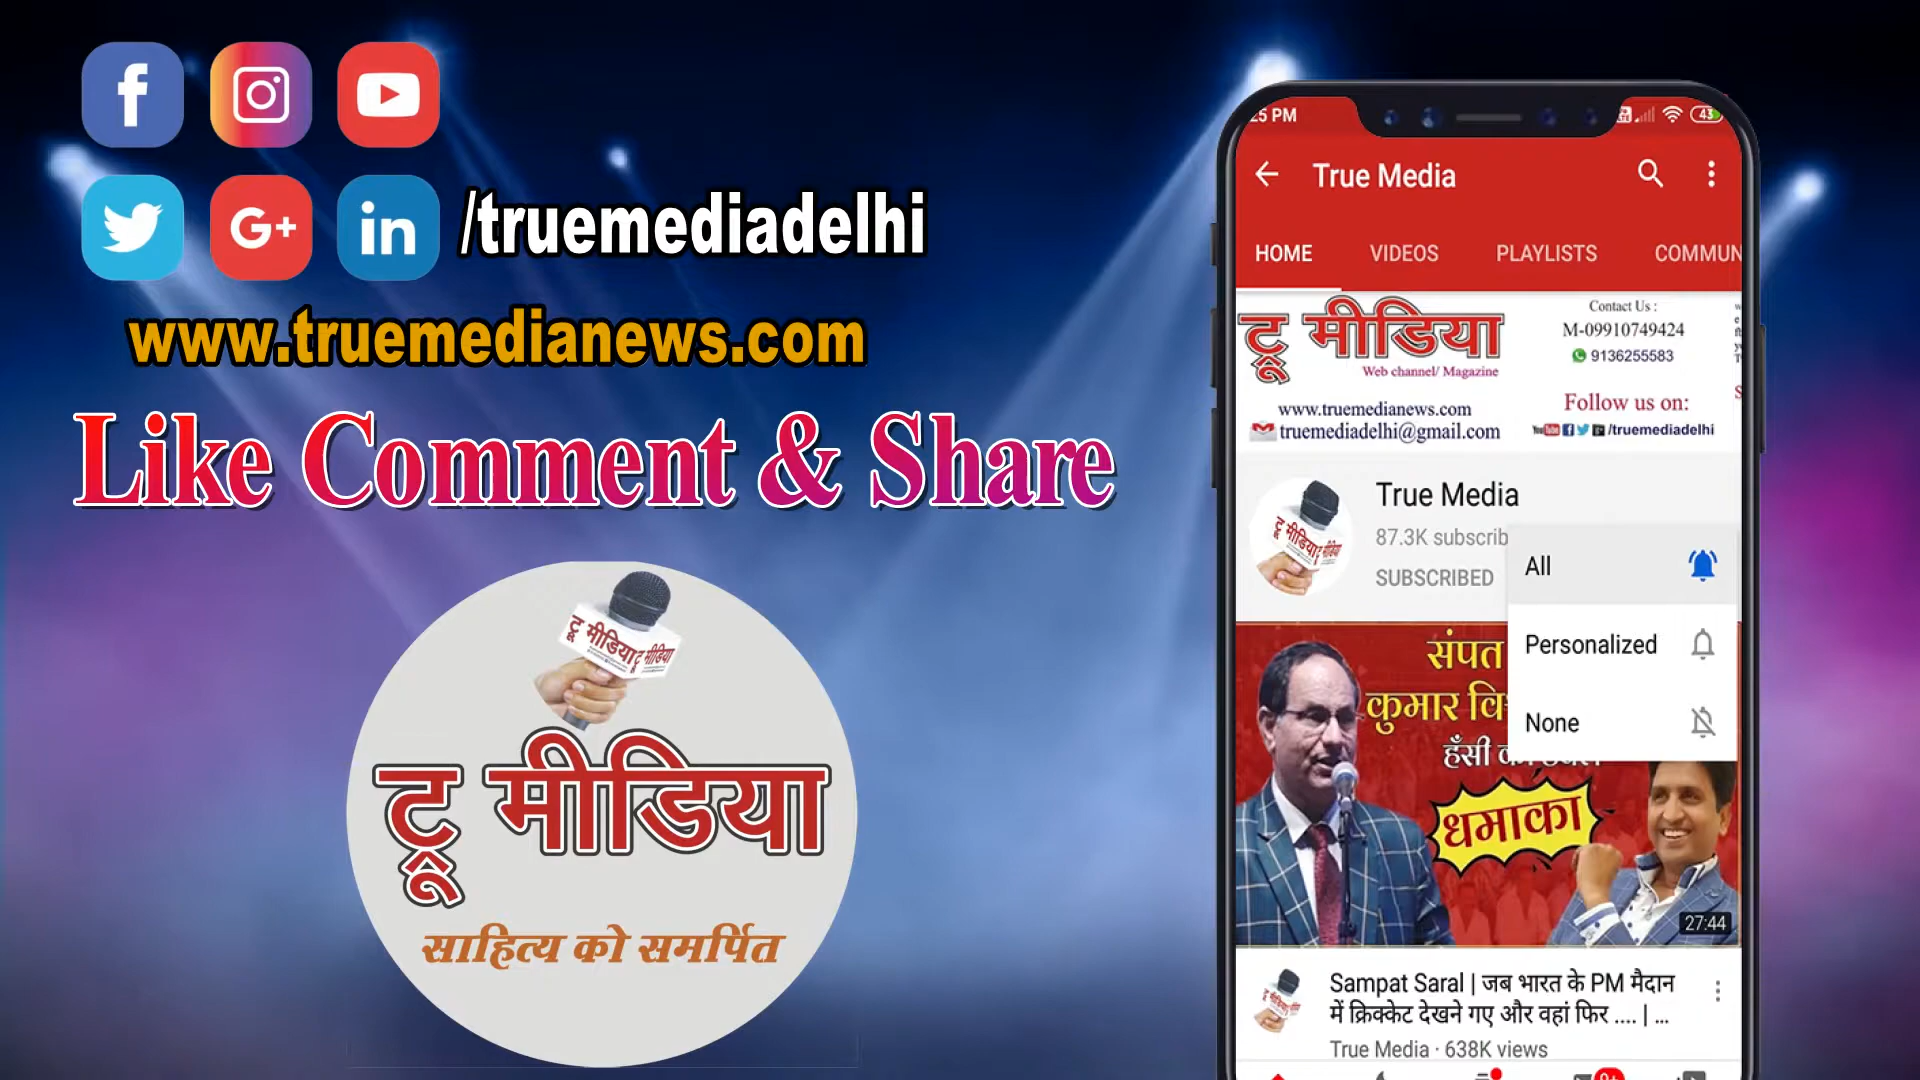 /truemediadelhi
www.truemedianews.com
Like Comment & Share
टू मीडिया
टू मीडिया
टू मीडिया
साहित्य को समर्पित
25 PM
43
True Media
HOME VIDEOS PLAYLISTS COMMUN
टू मीडिया
Web channel/ Magazine
www.truemedianews.com
truemediadelhi@gmail.com
Contact Us :
M-09910749424
9136255583
Follow us on:
YouTube /truemediadelhi
True Media
87.3K subscrib
SUBSCRIBED
All
Personalized
None
संपत
कुमार वि
हँसी
धमाका
27:44
Sampat Saral | जब भारत के PM मैदान
में क्रिक्केट देखने गए और वहां फिर .... | ...
True Media · 638K views